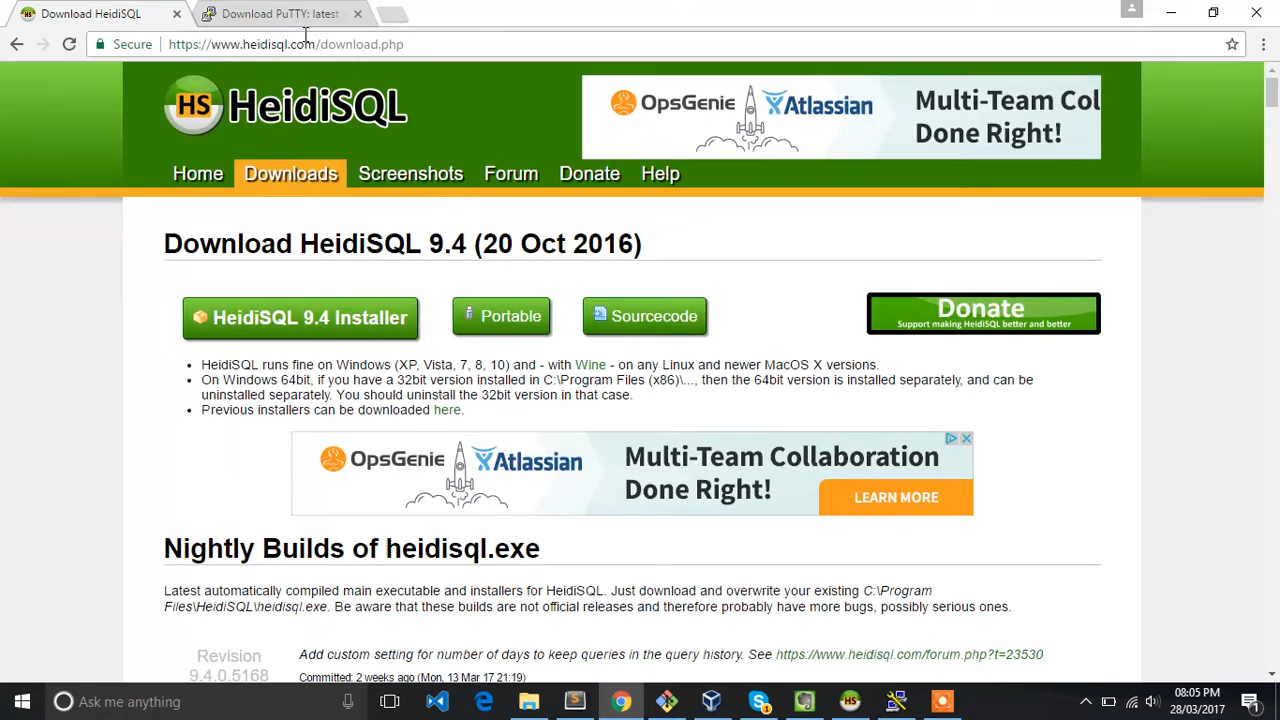 Download HeidiSQL
Download PuTTY: latest
Secure
https://www.heidisql.com/download.php
HS HeidiSQL
OpsGenie
Atlassian
Multi-Team Col
Done Right!
Home Downloads Screenshots Forum Donate Help
Download HeidiSQL 9.4 (20 Oct 2016)
HeidiSQL 9.4 Installer
Portable
Sourcecode
Donate
Support making HeidiSQL better and better
• HeidiSQL runs fine on Windows (XP, Vista, 7, 8, 10) and - with Wine - on any Linux and newer MacOS X versions.
• On Windows 64bit, if you have a 32bit version installed in C:\Program Files (x86)\..., then the 64bit version is installed separately, and can be
uninstalled separately. You should uninstall the 32bit version in that case.
• Previous installers can be downloaded here.
OpsGenie
Atlassian
Multi-Team Collaboration
Done Right!
LEARN MORE
Nightly Builds of heidisql.exe
Latest automatically compiled main executable and installers for HeidiSQL. Just download and overwrite your existing C:\Program
Files\HeidiSQL\heidisql.exe. Be aware that these builds are not official releases and therefore probably have more bugs, possibly serious ones.
Revision
9.4.0.5168
Add custom setting for number of days to keep queries in the query history. See https://www.heidisql.com/forum.php?t=23530
Committed: 2 weeks ago (Mon, 13 Mar 17 21:19)
Ask me anything
08:05 PM
28/03/2017